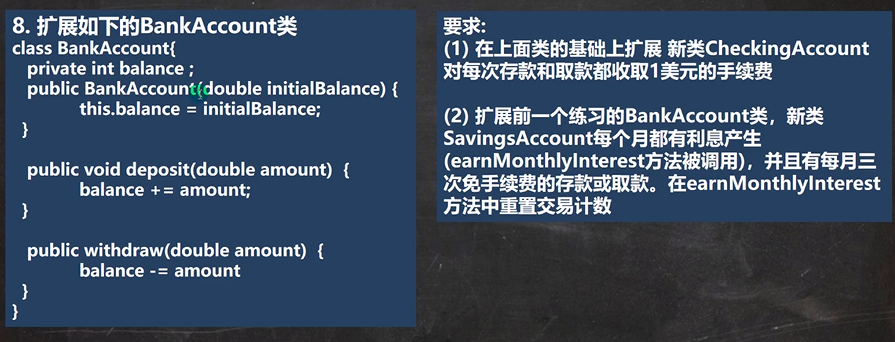 8. 扩展如下的BankAccount类
class BankAccount{
private int balance ;
public BankAccount(double initialBalance) {
this.balance = initialBalance;
}
public void deposit(double amount) {
balance += amount;
}
public withdraw(double amount) {
balance -= amount
}
}
要求:
(1) 在上面类的基础上扩展 新类CheckingAccount
对每次存款和取款都收取1美元的手续费
(2) 扩展前一个练习的BankAccount类，新类
SavingsAccount每个月都有利息产生
(earnMonthlyInterest方法被调用)，并且有每月三
次免手续费的存款或取款。在earnMonthlyInterest
方法中重置交易计数